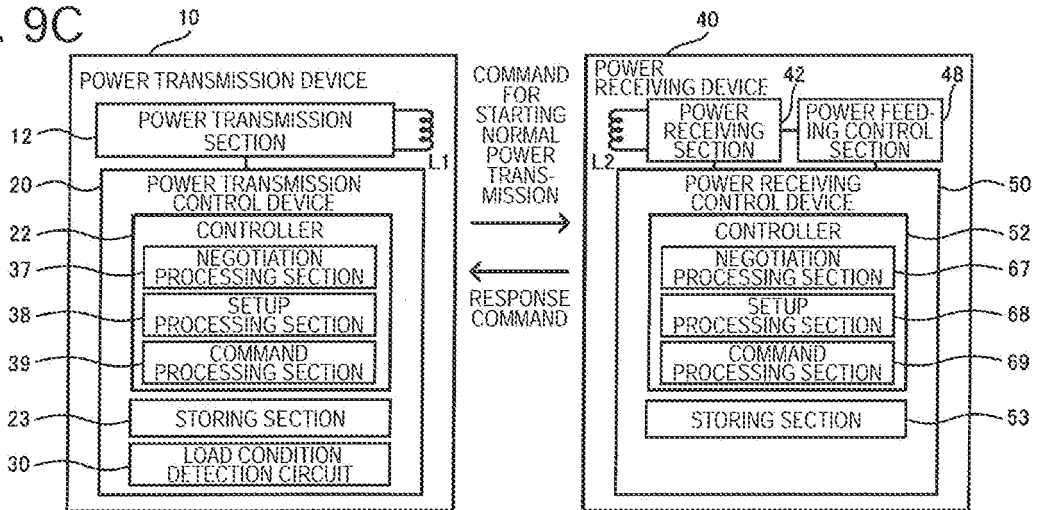 . 9C
10
POWER TRANSMISSION DEVICE
12
POWER TRANSMISSION
SECTION
L1
20
POWER TRANSMISSION
CONTROL DEVICE
22
CONTROLLER
37
NEGOTIATION
PROCESSING SECTION
38
SETUP
PROCESSING SECTION
39
COMMAND
PROCESSING SECTION
23
STORING SECTION
30
LOAD CONDITION
DETECTION CIRCUIT
COMMAND
FOR
STARTING
NORMAL
POWER
TRANS-
MISSION
RESPONSE
COMMAND
40
POWER
RECEIVING DEVICE
42
48
L2
POWER
RECEIVING
SECTION
POWER FEED-
ING CONTROL
SECTION
POWER RECEIVING
CONTROL DEVICE
50
CONTROLLER
52
NEGOTIATION
PROCESSING SECTION
67
SETUP
PROCESSING SECTION
68
COMMAND
PROCESSING SECTION
69
STORING SECTION
53